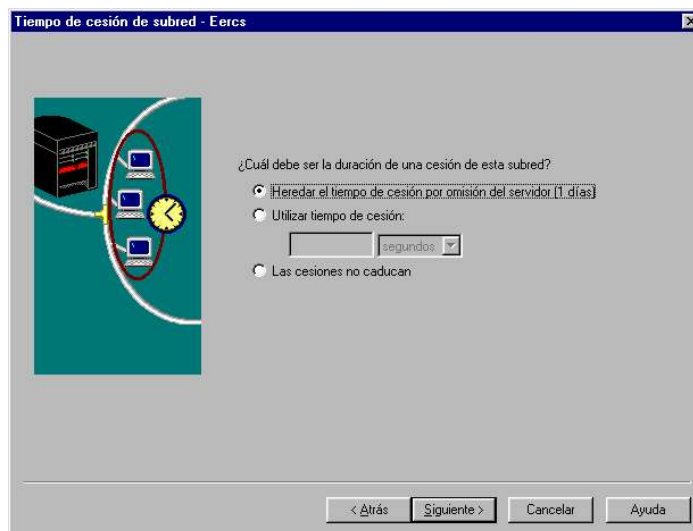 Tiempo de cesión de subred - Eercs
¿Cuál debe ser la duración de una cesión de esta subred?
Heredar el tiempo de cesión por omisión del servidor (1 días)
Utilizar tiempo de cesión:
segundos
Las cesiones no caducan
< Atrás Siguiente > Cancelar Ayuda